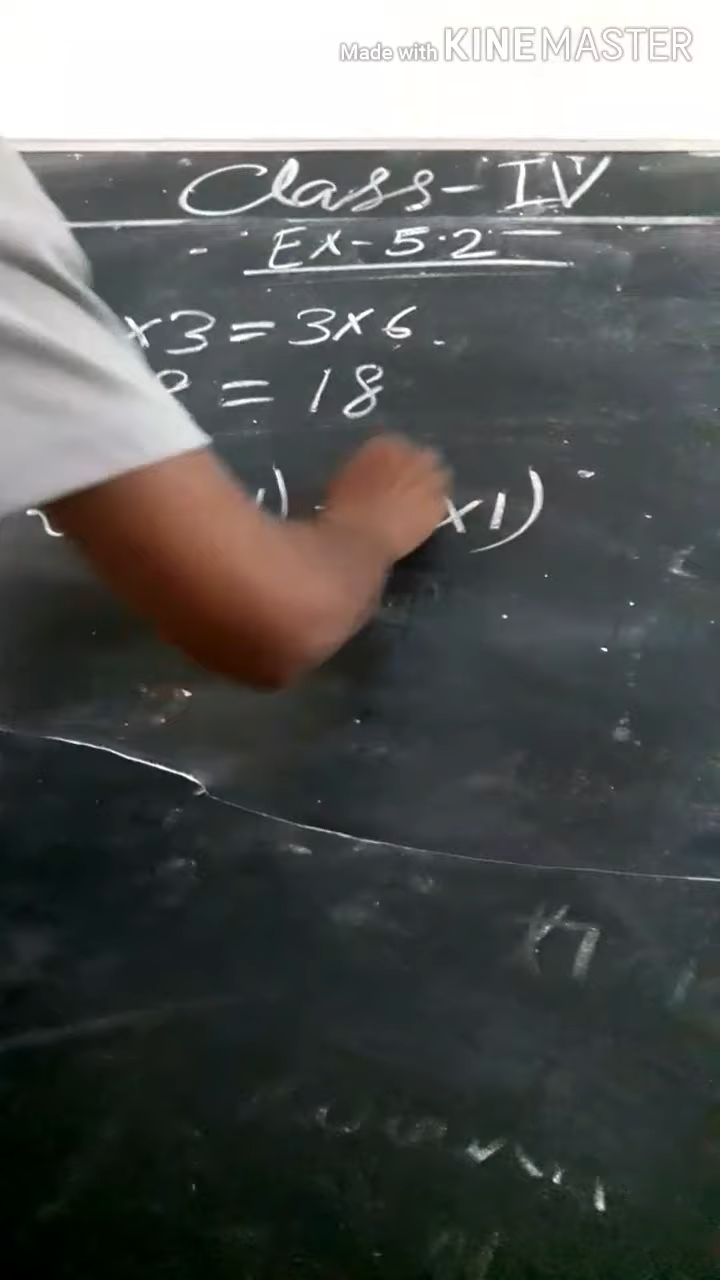 Made with KINEMASTER
Class-IV
Ex-5.2
×3=3×6.
= 18
×1)